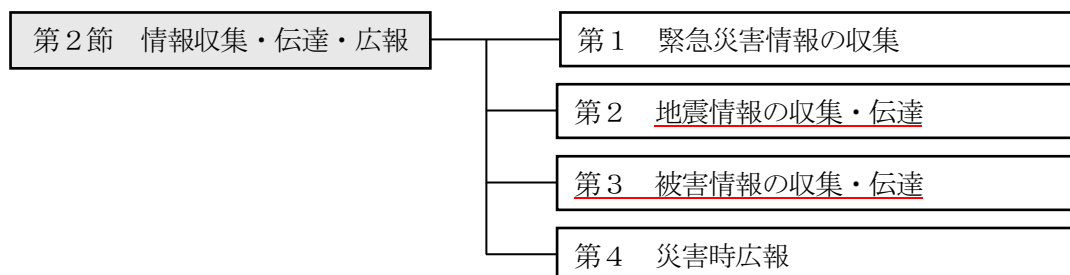 第２節　情報収集・伝達・広報
第１　緊急災害情報の収集
第２　地震情報の収集・伝達
第３　被害情報の収集・伝達
第４　災害時広報